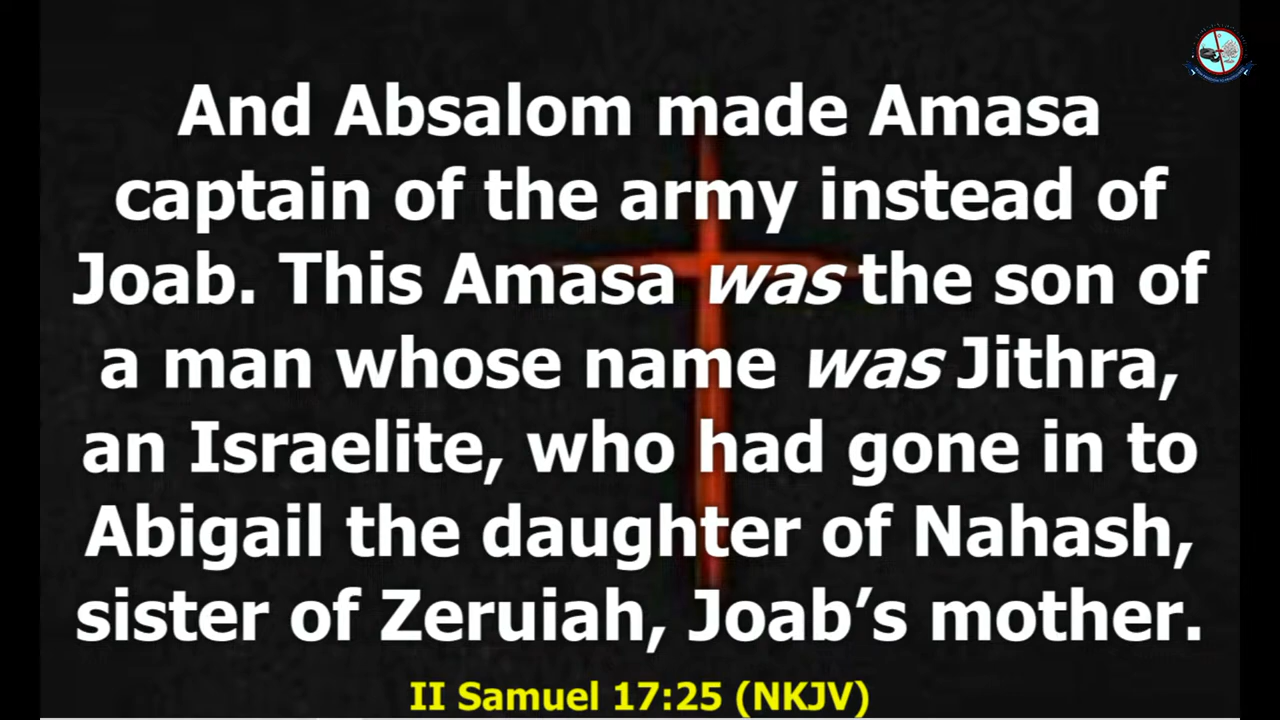 And Absalom made Amasa
captain of the army instead of
Joab. This Amasa was the son of
a man whose name was Jithra,
an Israelite, who had gone in to
Abigail the daughter of Nahash,
sister of Zeruiah, Joab’s mother.
II Samuel 17:25 (NKJV)